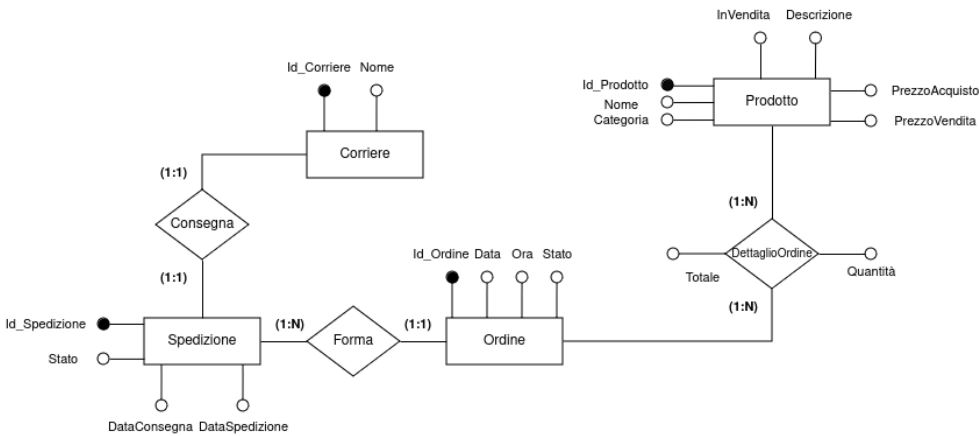 InVendita Descrizione
Id_Corriere Nome
Id_Prodotto
Nome
Categoria
Prodotto
PrezzoAcquisto
PrezzoVendita
Corriere
(1:1)
(1:N)
Consegna
DettaglioOrdine
Id_Ordine Data Ora Stato
Totale
Quantità
(1:1)
(1:N)
Id_Spedizione
Stato
Spedizione
(1:N)
Forma
(1:1)
Ordine
DataConsegna DataSpedizione